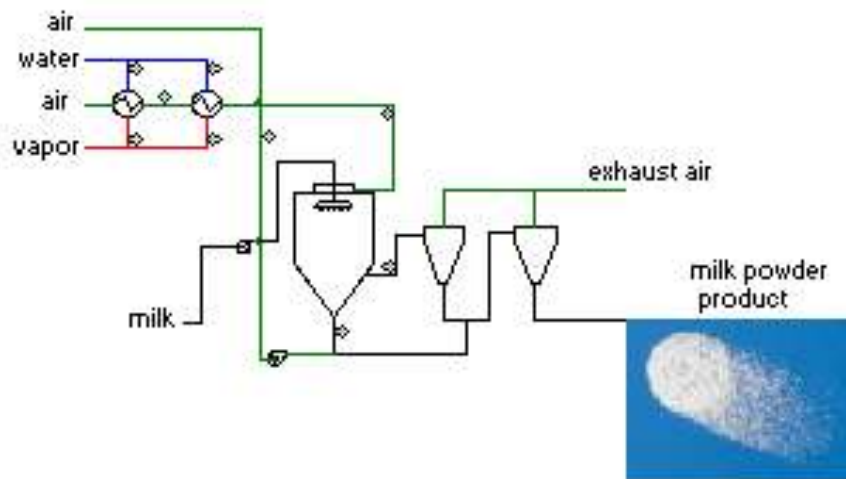 air
water
air
vapor
exhaust air
milk powder
product
milk